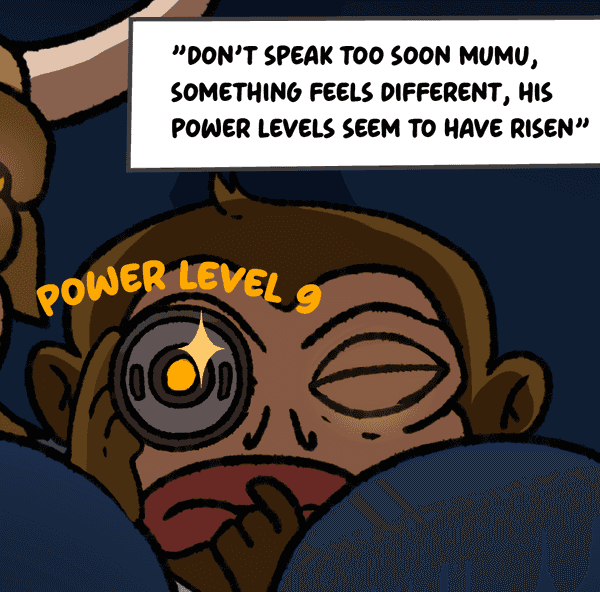 ”DON’T SPEAK TOO SOON MUMU,
SOMETHING FEELS DIFFERENT, HIS
POWER LEVELS SEEM TO HAVE RISEN”
POWER LEVEL 9